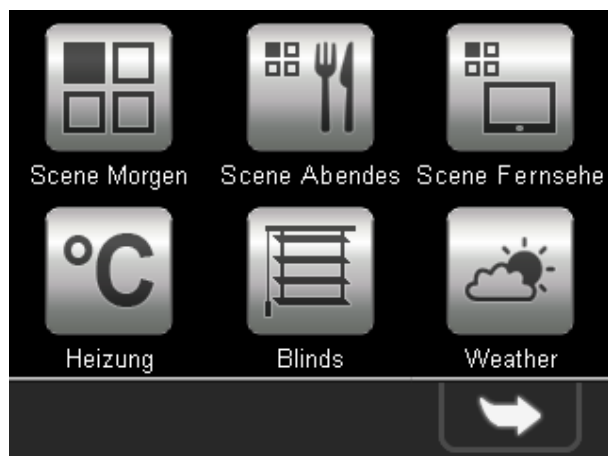 Scene Morgen
Scene Abendes
Scene Fernsehe
°C
Heizung
Blinds
Weather